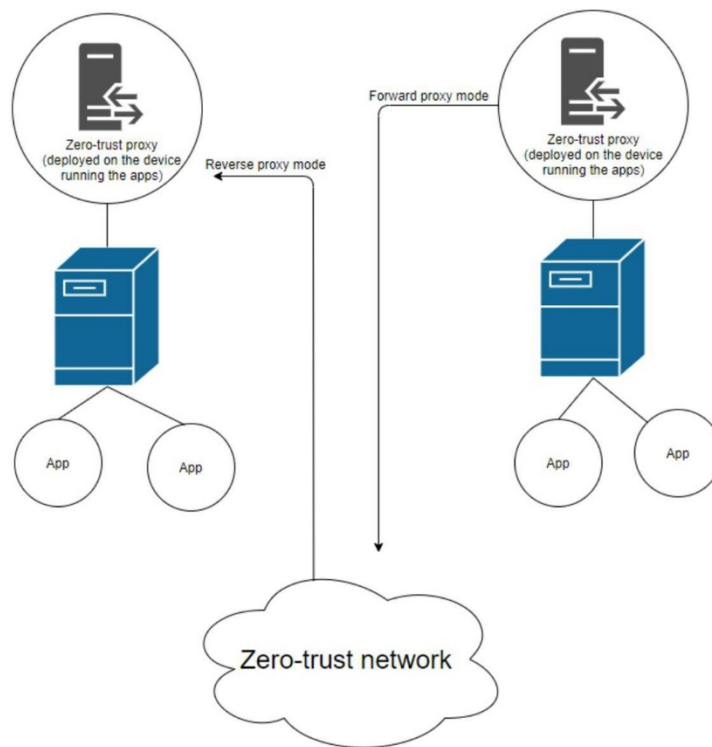 Zero-trust proxy
(deployed on the device
running the apps)
Reverse proxy mode
App
App
Forward proxy mode
Zero-trust proxy
(deployed on the device
running the apps)
App
App
Zero-trust network